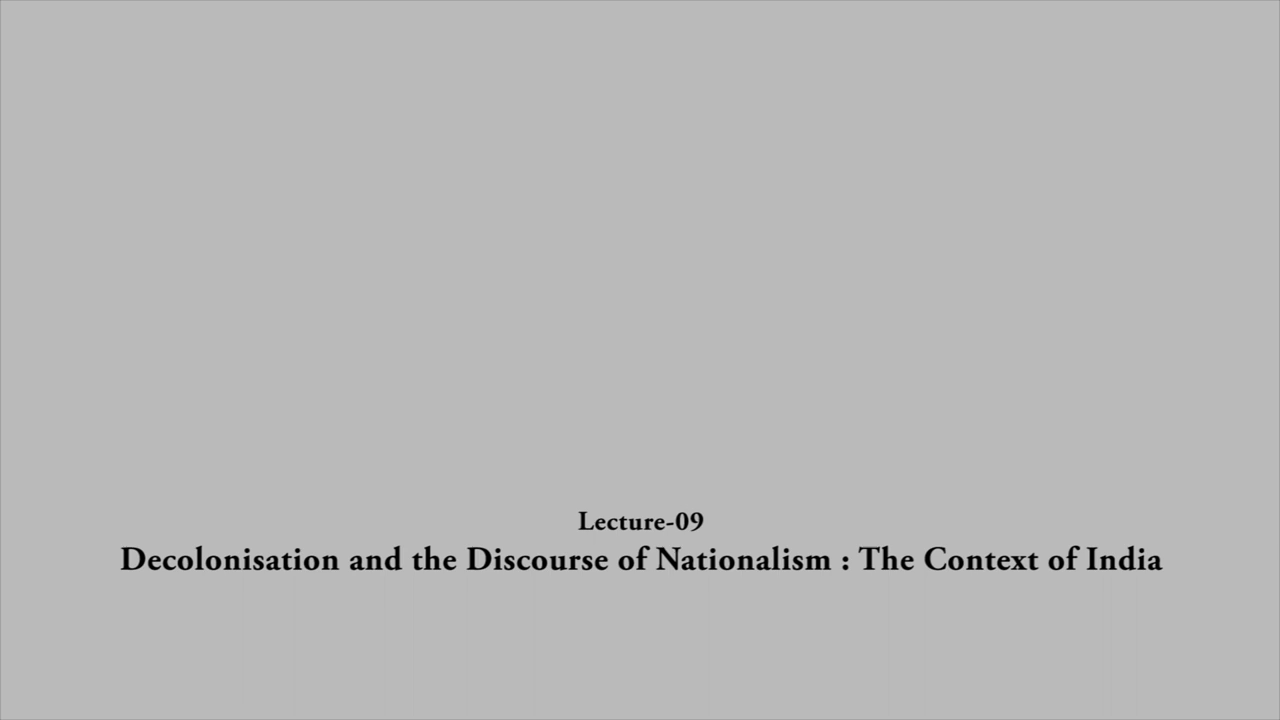 Lecture-09
Decolonisation and the Discourse of Nationalism : The Context of India